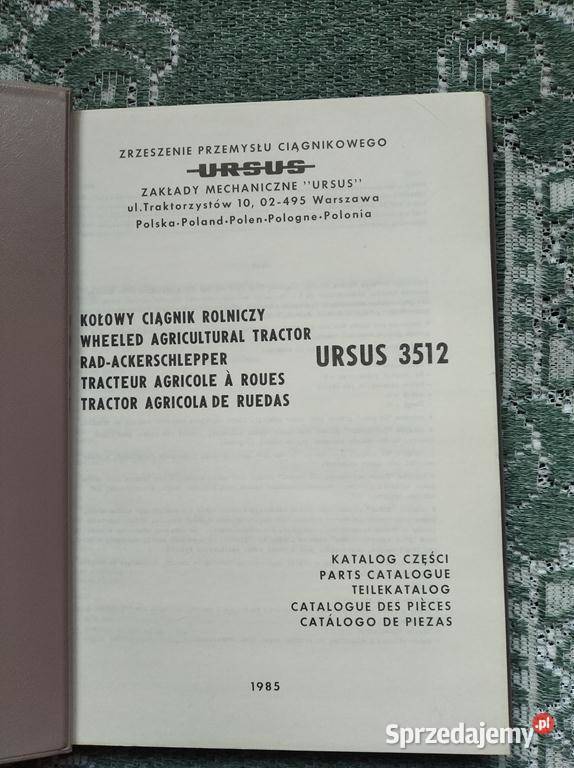 ZRZESZENIE PRZEMYSŁU CIĄGNIKOWEGO
URSUS
ZAKŁADY MECHANICZNE ''URSUS''
ul.Traktorzystów 10, 02-495 Warszawa
Polska-Poland-Polen-Pologne-Polonia
KOŁOWY CIĄGNIK ROLNICZY
WHEELED AGRICULTURAL TRACTOR
RAD-ACKERSCHLEPPER
TRACTEUR AGRICOLE À ROUES
TRACTOR AGRICOLA DE RUEDAS
URSUS 3512
KATALOG CZĘŚCI
PARTS CATALOGUE
TEILEKATALOG
CATALOGUE DES PIÈCES
CATÁLOGO DE PIEZAS
1985
Sprzedajemy.pl